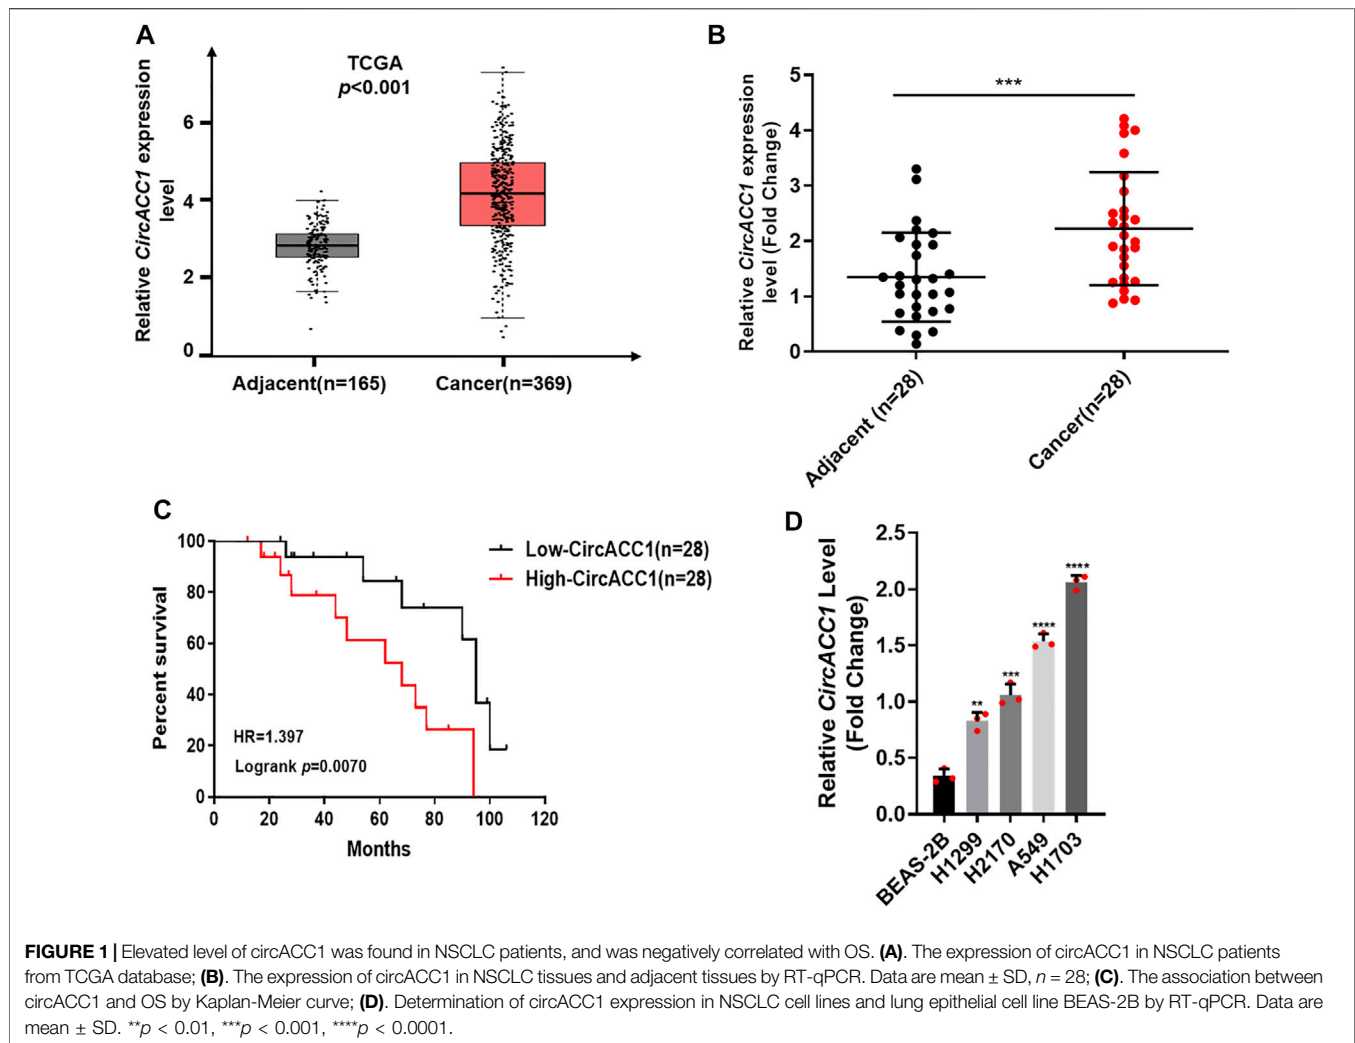 A
TCGA
p<0.001
Relative CircACC1 expression
level
6
4
2
0
Adjacent(n=165)
Cancer(n=369)
B
***
Relative CircACC1 expression
level (Fold Change)
5
4
3
2
1
0
Adjacent (n=28)
Cancer(n=28)
C
Percent survival
100
80
60
40
20
0
Low-CircACC1(n=28)
High-CircACC1(n=28)
HR=1.397
Logrank p=0.0070
0 20 40 60 80 100 120
Months
D
Relative CircACC1 Level
(Fold Change)
2.5
2.0
1.5
1.0
0.5
0.0
**
***
****
****
BEAS-2B
H1299
H2170
A549
H1703
FIGURE 1 | Elevated level of circACC1 was found in NSCLC patients, and was negatively correlated with OS. (A). The expression of circACC1 in NSCLC patients
from TCGA database; (B). The expression of circACC1 in NSCLC tissues and adjacent tissues by RT-qPCR. Data are mean ± SD, n = 28; (C). The association between
circACC1 and OS by Kaplan-Meier curve; (D). Determination of circACC1 expression in NSCLC cell lines and lung epithelial cell line BEAS-2B by RT-qPCR. Data are
mean ± SD. **p < 0.01, ***p < 0.001, ****p < 0.0001.